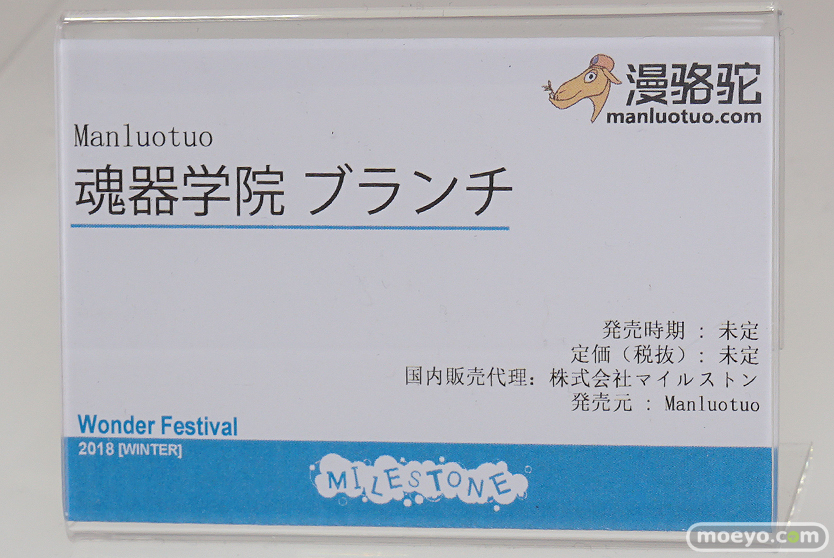 漫骆驼
manluotuo.com
Manluotuo
魂器学院 ブランチ
発売時期 : 未定
定価（税抜）: 未定
国内販売代理: 株式会社マイルストン
発売元 : Manluotuo
Wonder Festival
2018 [WINTER]
MILESTONE
moeyo.com